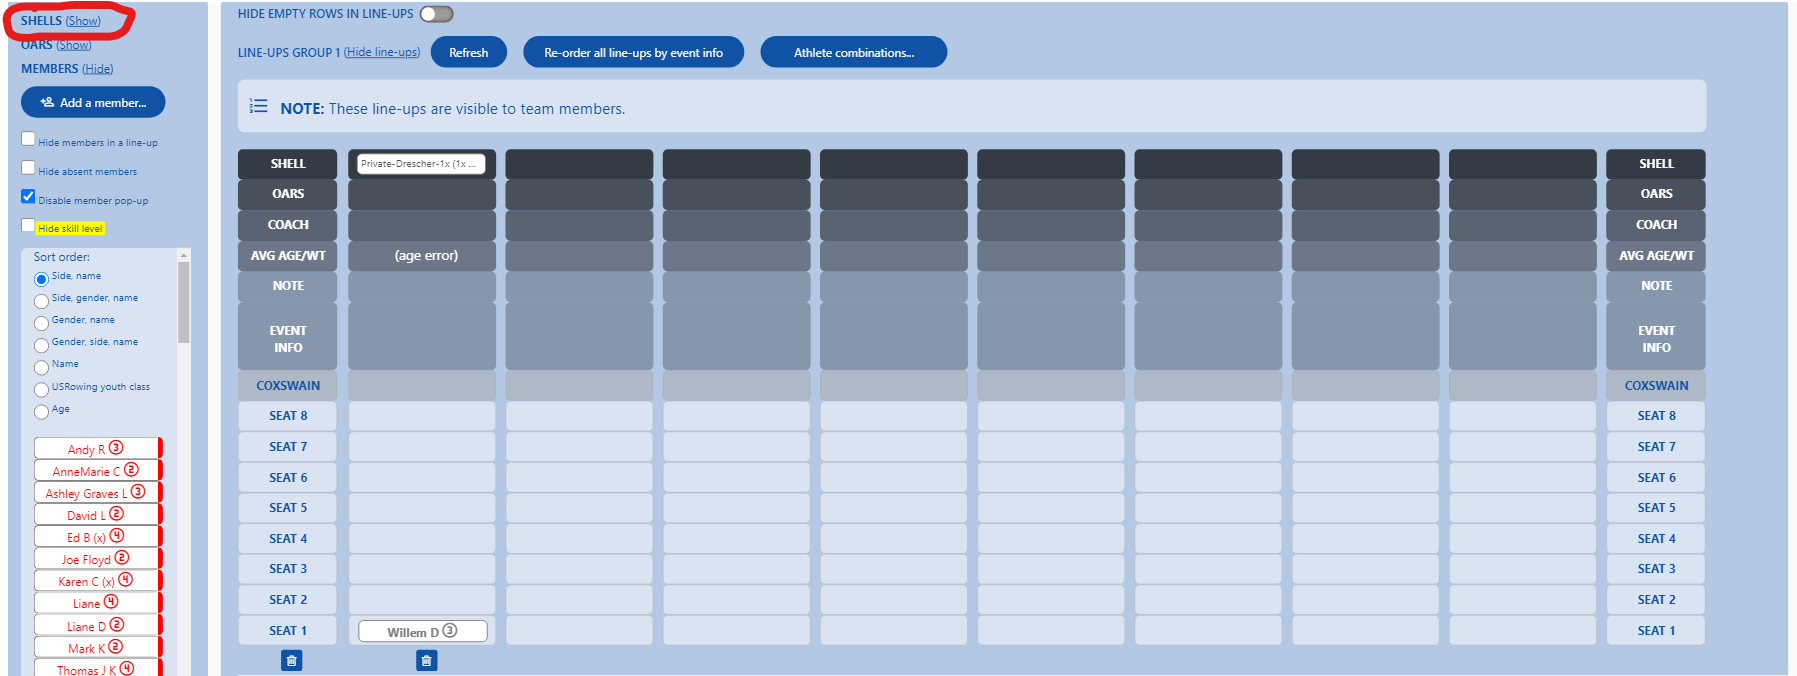 SHELLS (Show)
OARS (Show)
MEMBERS (Hide)
Add a member...
Hide members in a line-up
Hide absent members
Disable member pop-up
Hide skill level
Sort order:
Side, name
Side, gender, name
Gender, name
Gender, side, name
Name
USRowing youth class
Age
Andy R 3
AnneMarie C 2
Ashley Graves L 3
David L 2
Ed B (x) 4
Joe Floyd 2
Karen C (x) 4
Liane 4
Liane D 2
Mark K 2
Thomas J K 4
HIDE EMPTY ROWS IN LINE-UPS
LINE-UPS GROUP 1 (Hide line-ups) Refresh Re-order all line-ups by event info Athlete combinations...
NOTE: These line-ups are visible to team members.
SHELL Private-Drescher-1x (1x ... SHELL
OARS OARS
COACH COACH
AVG AGE/WT (age error) AVG AGE/WT
NOTE NOTE
EVENT EVENT
INFO INFO
COXSWAIN COXSWAIN
SEAT 8 SEAT 8
SEAT 7 SEAT 7
SEAT 6 SEAT 6
SEAT 5 SEAT 5
SEAT 4 SEAT 4
SEAT 3 SEAT 3
SEAT 2 SEAT 2
SEAT 1 Willem D 3 SEAT 1